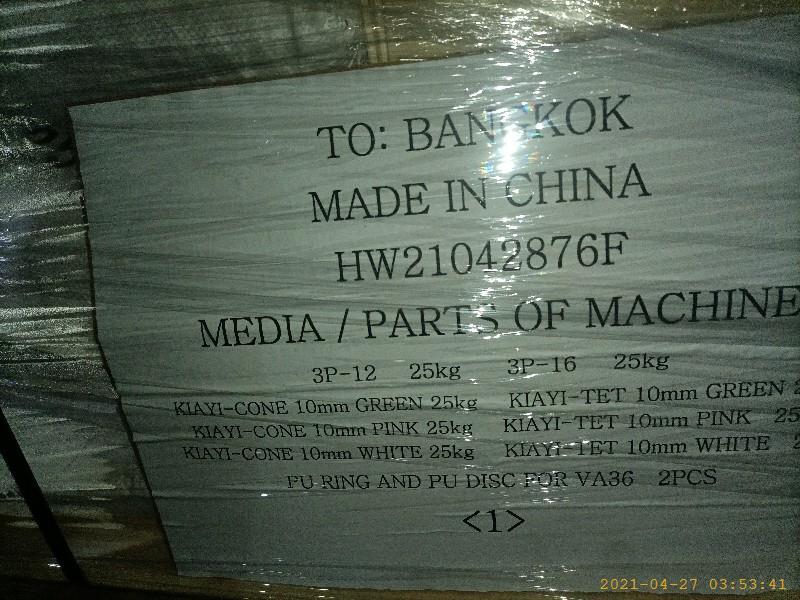 TO: BANGKOK
MADE IN CHINA
HW21042876F
MEDIA / PARTS OF MACHINE
3P-12 25kg 3P-16 25kg
KIAYI-CONE 10mm GREEN 25kg KIAYI-TET 10mm GREEN 2
KIAYI-CONE 10mm PINK 25kg KIAYI-TET 10mm PINK 25
KIAYI-CONE 10mm WHITE 25kg KIAYI-TET 10mm WHITE 2
PU RING AND PU DISC FOR VA36 2PCS
<1>
2021-04-27 03:53:41